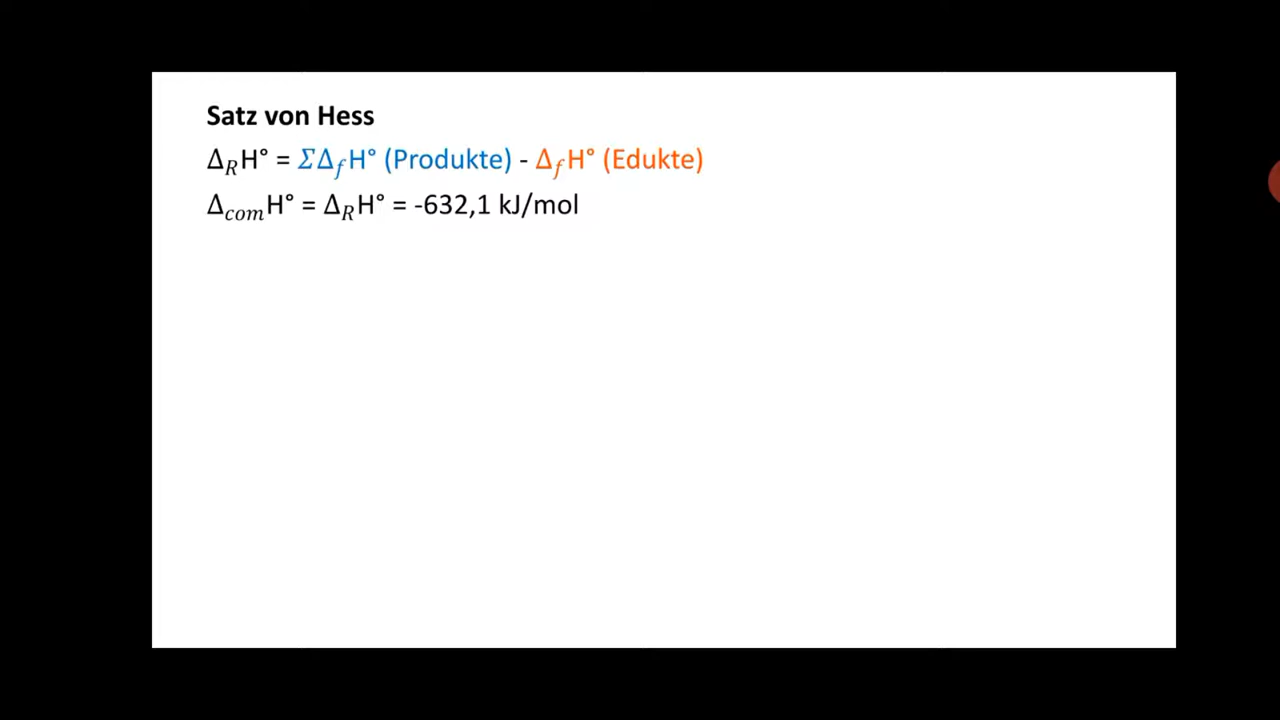 Satz von Hess
Δ_R H° = ΣΔ_f H° (Produkte) - Δ_f H° (Edukte)
Δ_com H° = Δ_R H° = -632,1 kJ/mol